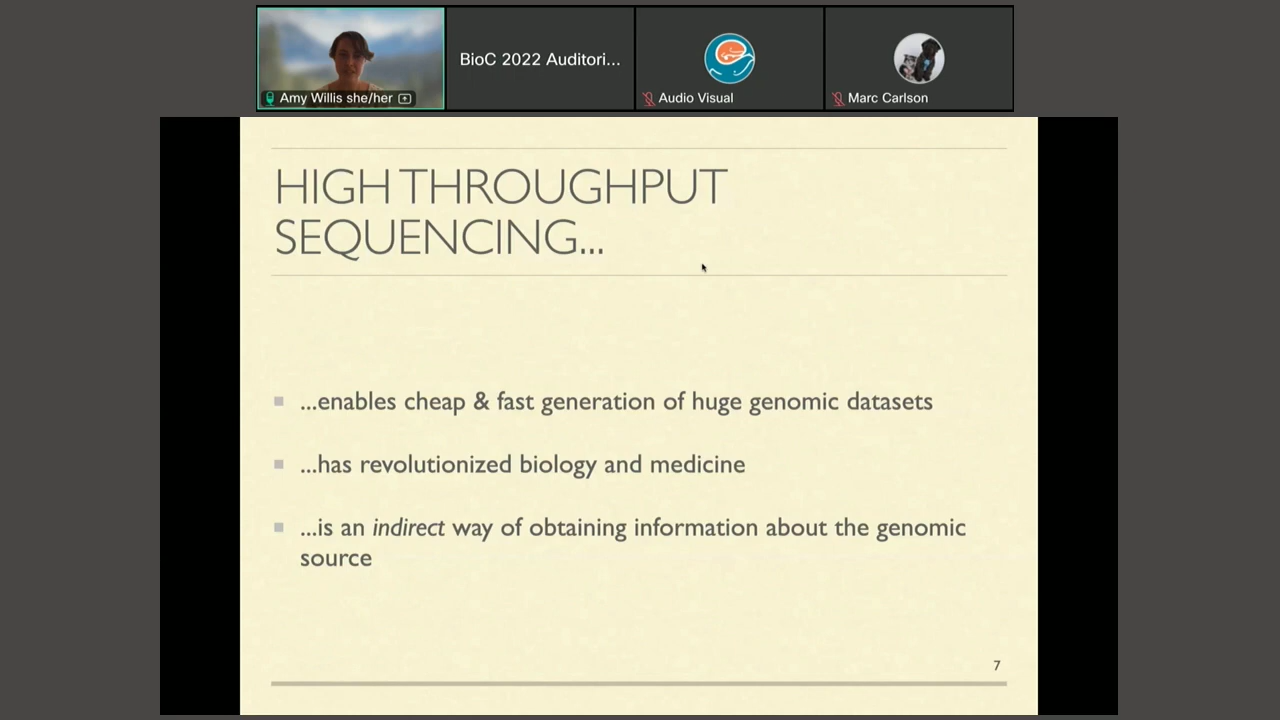 BioC 2022 Auditori...
Amy Willis she/her
Audio Visual
Marc Carlson
HIGH THROUGHPUT
SEQUENCING...
...enables cheap & fast generation of huge genomic datasets
...has revolutionized biology and medicine
...is an indirect way of obtaining information about the genomic
source
7